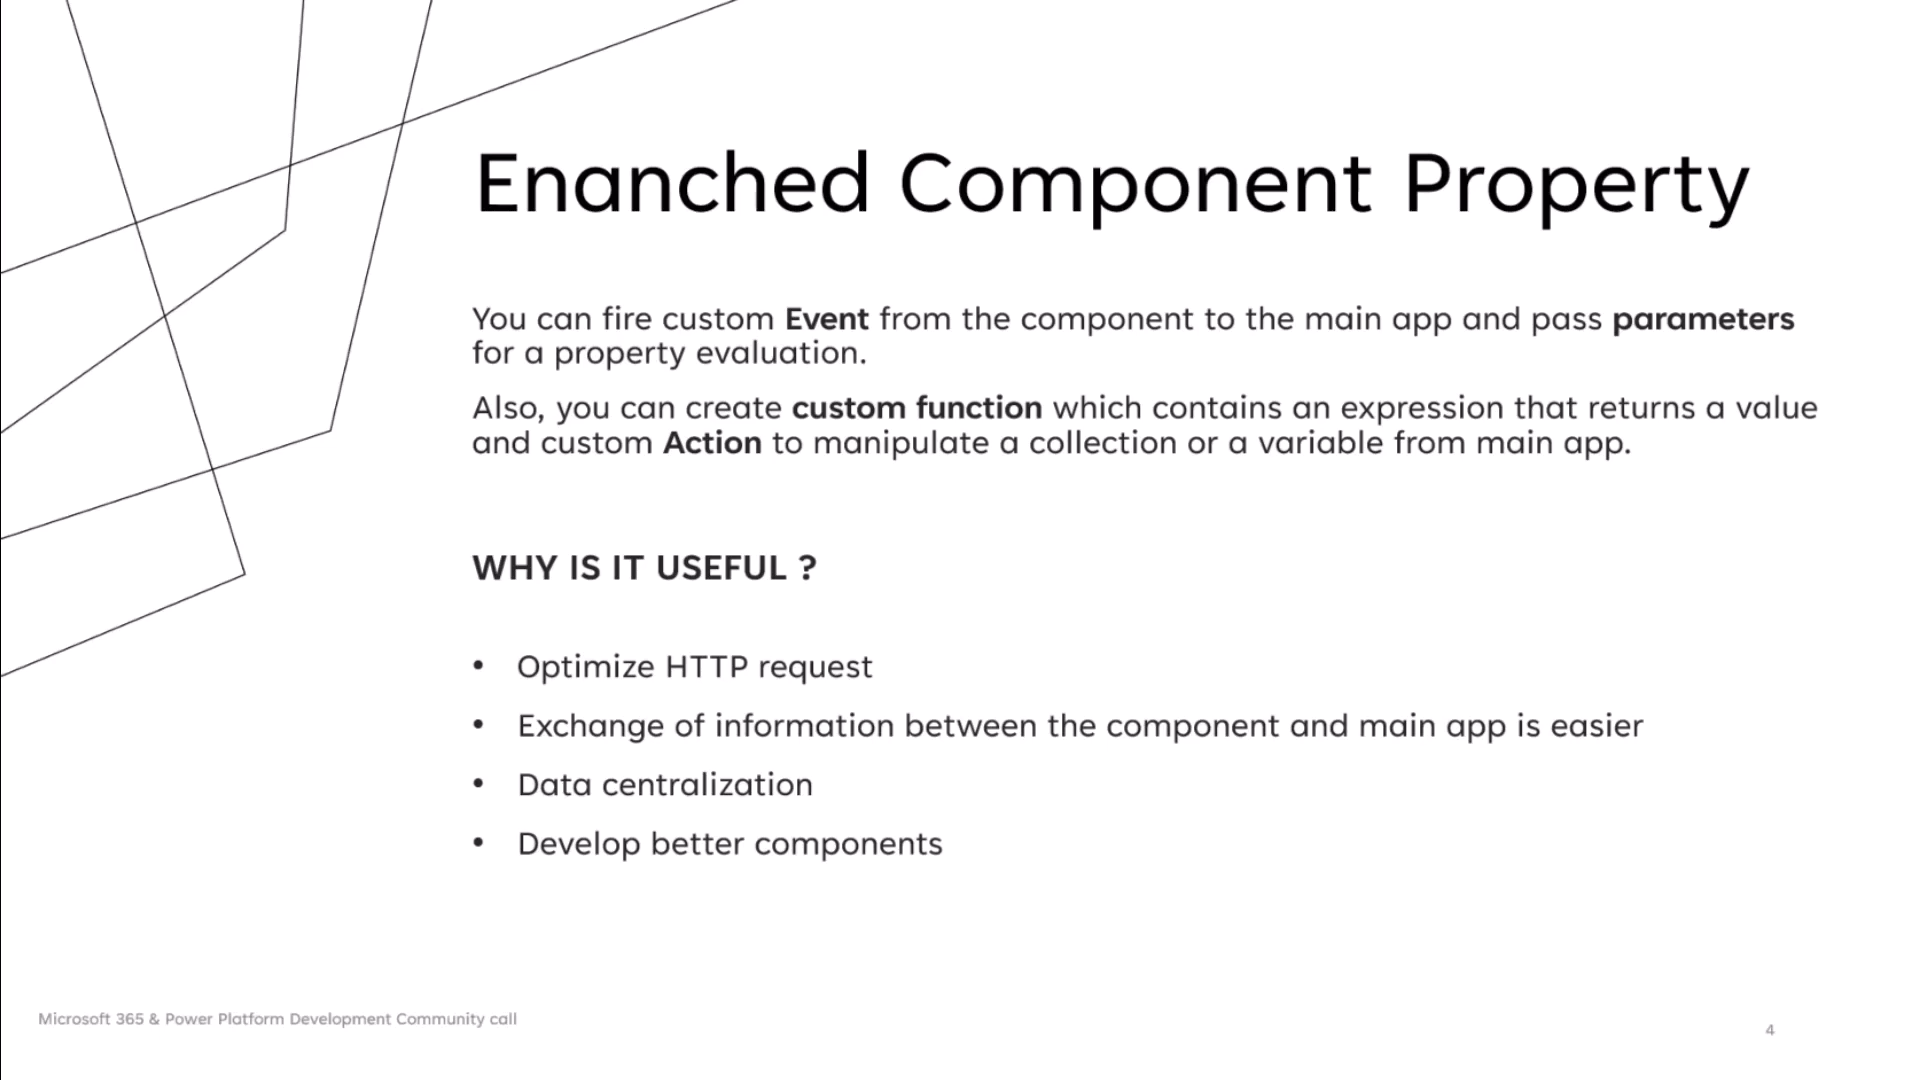 Enanched Component Property
You can fire custom Event from the component to the main app and pass parameters
for a property evaluation.
Also, you can create custom function which contains an expression that returns a value
and custom Action to manipulate a collection or a variable from main app.
WHY IS IT USEFUL ?
• Optimize HTTP request
• Exchange of information between the component and main app is easier
• Data centralization
• Develop better components
Microsoft 365 & Power Platform Development Community call
4